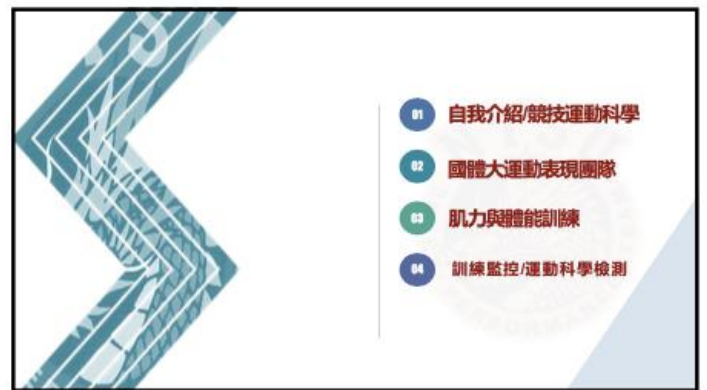 01 自我介紹/競技運動科學
02 國體大運動表現團隊
03 肌力與體能訓練
04 訓練監控/運動科學檢測